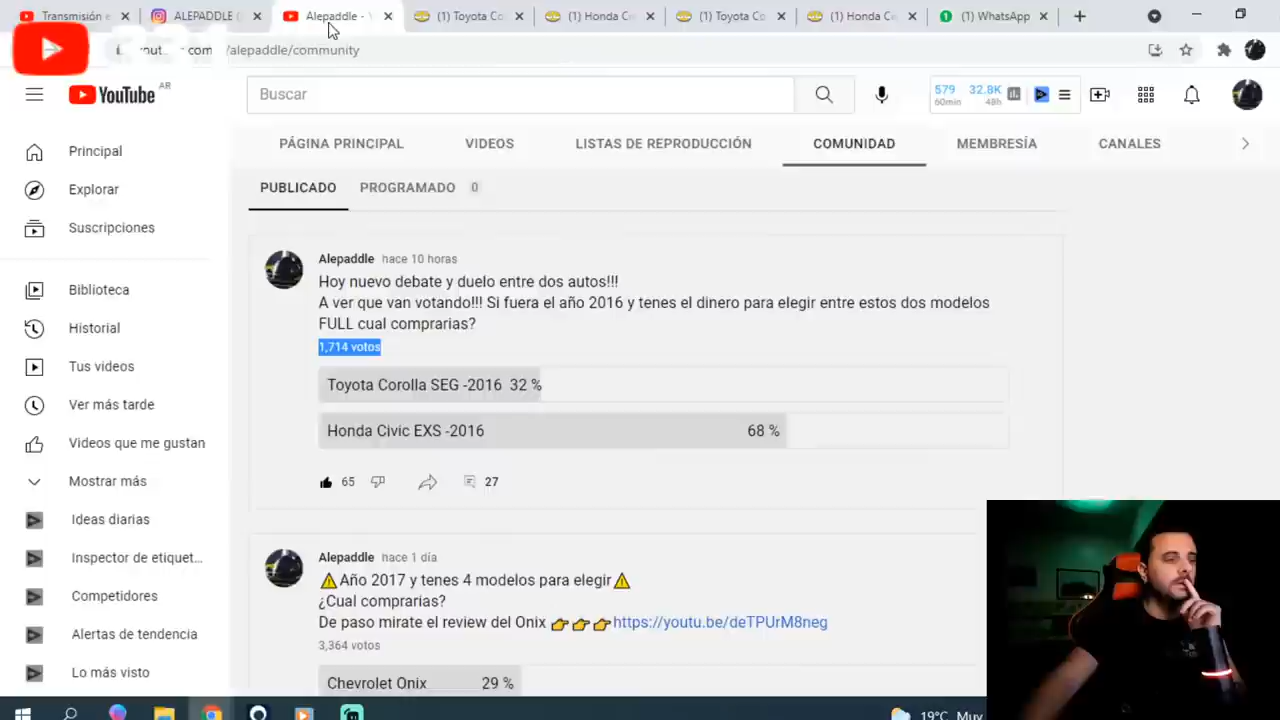 Transmisión e
ALEPADDLE (
Alepaddle -
(1) Toyota Co
(1) Honda Ce
(1) Toyota Co
(1) Honda Ce
(1) WhatsApp
/alepaddle/community
YouTube AR
Buscar
579
60min
32.8K
48h
PÁGINA PRINCIPAL
VIDEOS
LISTAS DE REPRODUCCIÓN
COMUNIDAD
MEMBRESÍA
CANALES
PUBLICADO
PROGRAMADO 0
Principal
Explorar
Suscripciones
Biblioteca
Historial
Tus videos
Ver más tarde
Videos que me gustan
Mostrar más
Ideas diarias
Inspector de etiquet...
Competidores
Alertas de tendencia
Lo más visto
Alepaddle hace 10 horas
Hoy nuevo debate y duelo entre dos autos!!!
A ver que van votando!!! Si fuera el año 2016 y tenes el dinero para elegir entre estos dos modelos
FULL cual comprarias?
1,714 votos
Toyota Corolla SEG -2016 32 %
Honda Civic EXS -2016 68 %
65
27
Alepaddle hace 1 día
⚠️Año 2017 y tenes 4 modelos para elegir⚠️
¿Cual comprarias?
De paso mirate el review del Onix 👉👉👉https://youtu.be/deTPUrM8neg
3,364 votos
Chevrolet Onix 29 %
19°C Muy